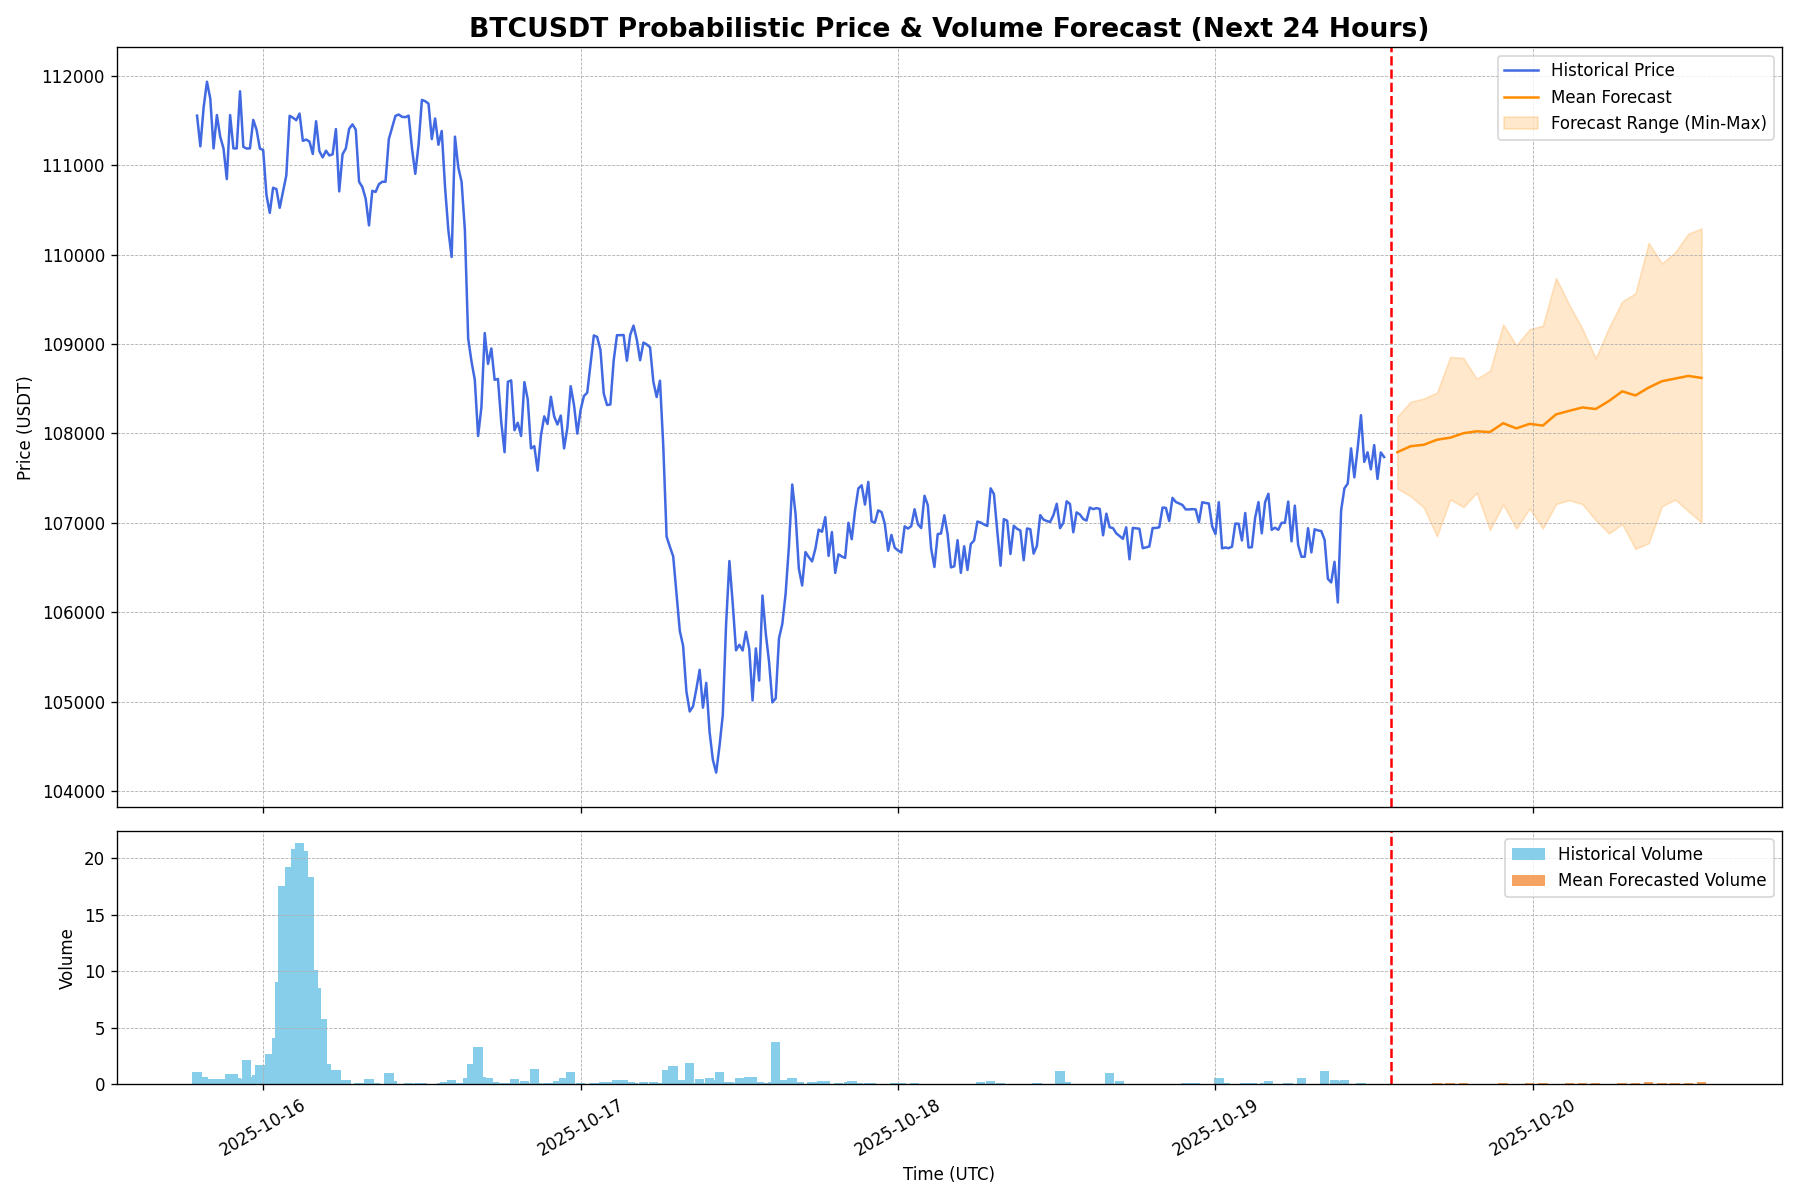 BTCUSDT Probabilistic Price & Volume Forecast (Next 24 Hours)
Historical Price
Mean Forecast
Forecast Range (Min-Max)
112000
111000
110000
109000
108000
107000
106000
105000
104000
Price (USDT)
Historical Volume
Mean Forecasted Volume
20
15
10
5
0
Volume
2025-10-16
2025-10-17
2025-10-18
2025-10-19
2025-10-20
Time (UTC)